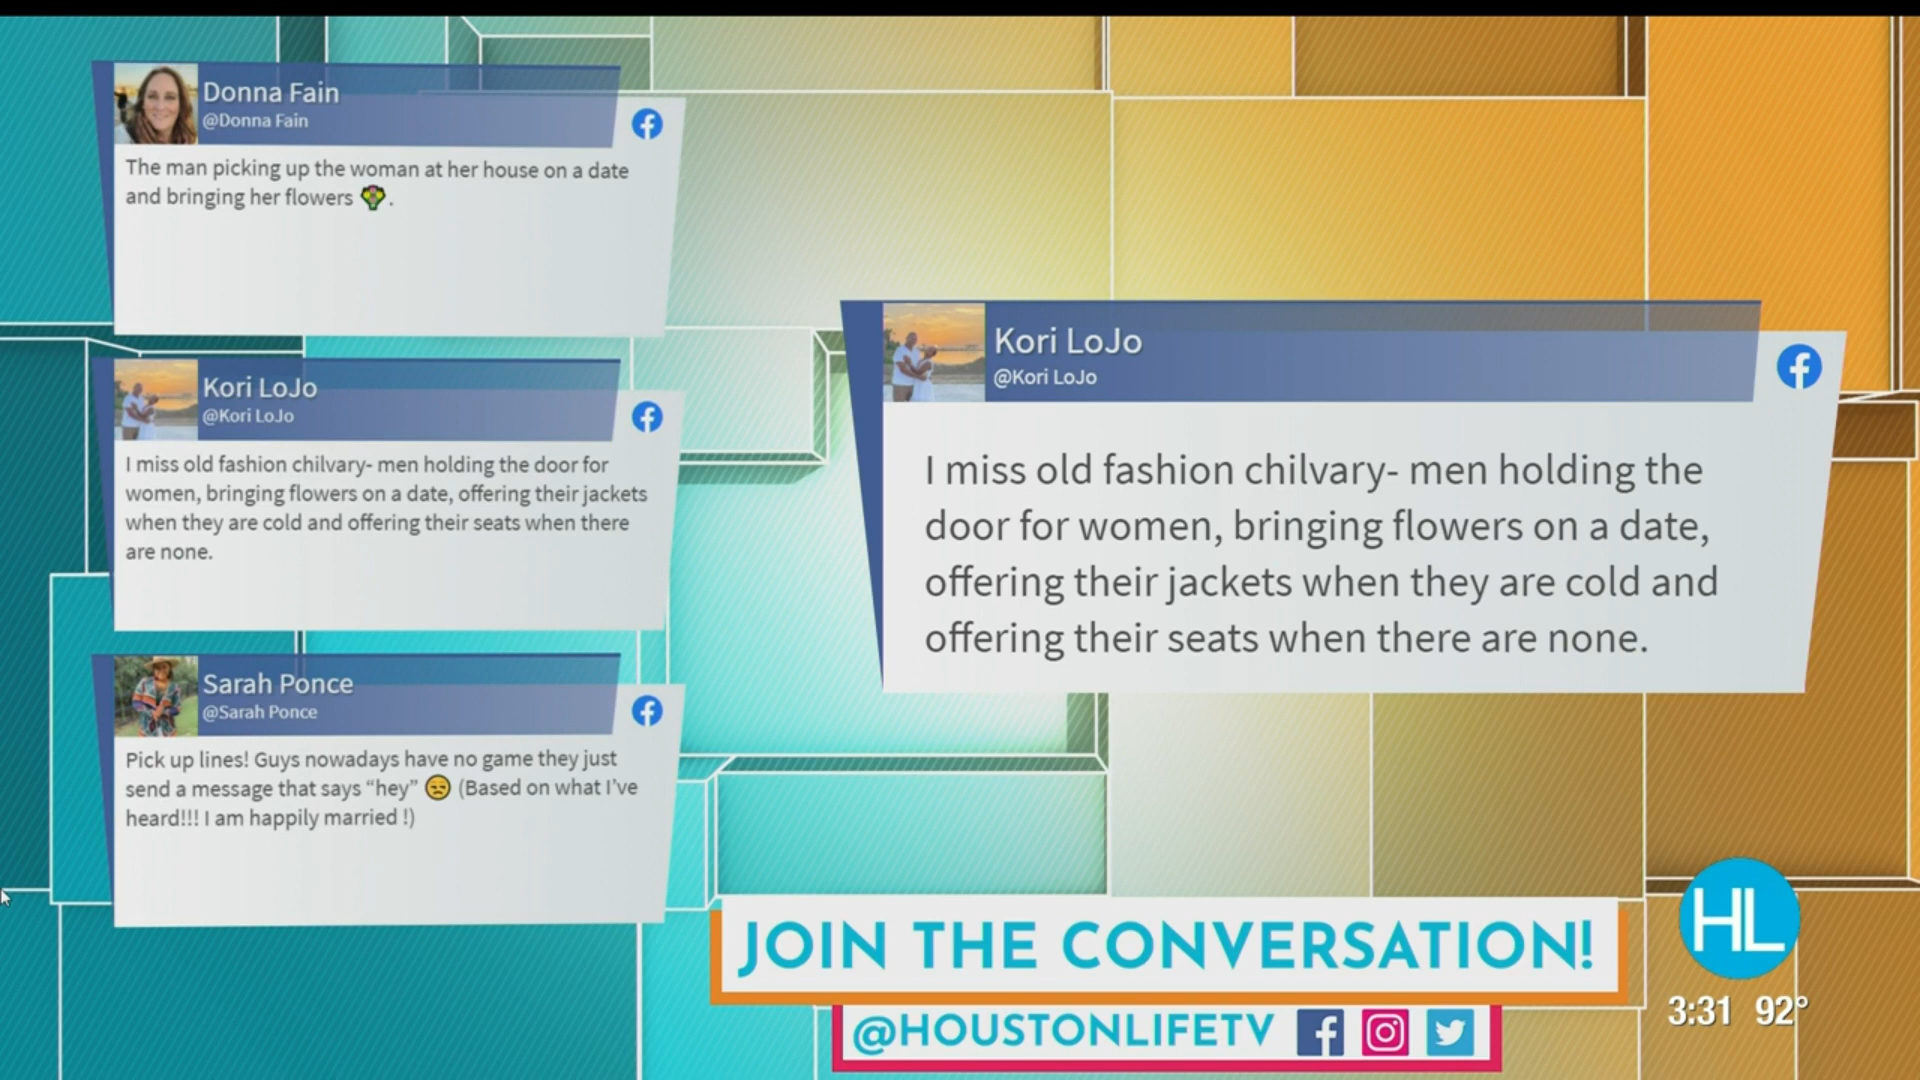 Donna Fain
@Donna Fain
The man picking up the woman at her house on a date
and bringing her flowers 💐.
Kori LoJo
@Kori LoJo
I miss old fashion chilvary- men holding the door for
women, bringing flowers on a date, offering their jackets
when they are cold and offering their seats when there
are none.
Sarah Ponce
@Sarah Ponce
Pick up lines! Guys nowadays have no game they just
send a message that says “hey” 😒 (Based on what I’ve
heard!!! I am happily married !)
Kori LoJo
@Kori LoJo
I miss old fashion chilvary- men holding the
door for women, bringing flowers on a date,
offering their jackets when they are cold and
offering their seats when there are none.
JOIN THE CONVERSATION!
@HOUSTONLIFETV
HL
3:31 92°